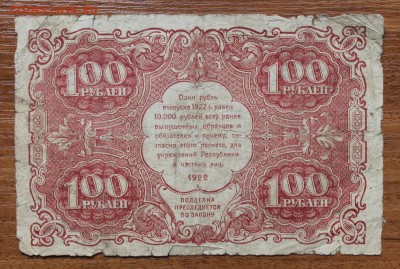 100 100
РУБЛЕЙ РУБЛЕЙ
Один рубль
выпуска 1922 г. равен
10.000 рублей всех ранее
выпущенных образцов и
обязателен к приему, со-
гласно этого расчета, для
учреждений Республики
и частных лиц.
1922
100 100
РУБЛЕЙ РУБЛЕЙ
ПОДДЕЛКА
ПРЕСЛЕДУЕТСЯ
ПО ЗАКОНУ